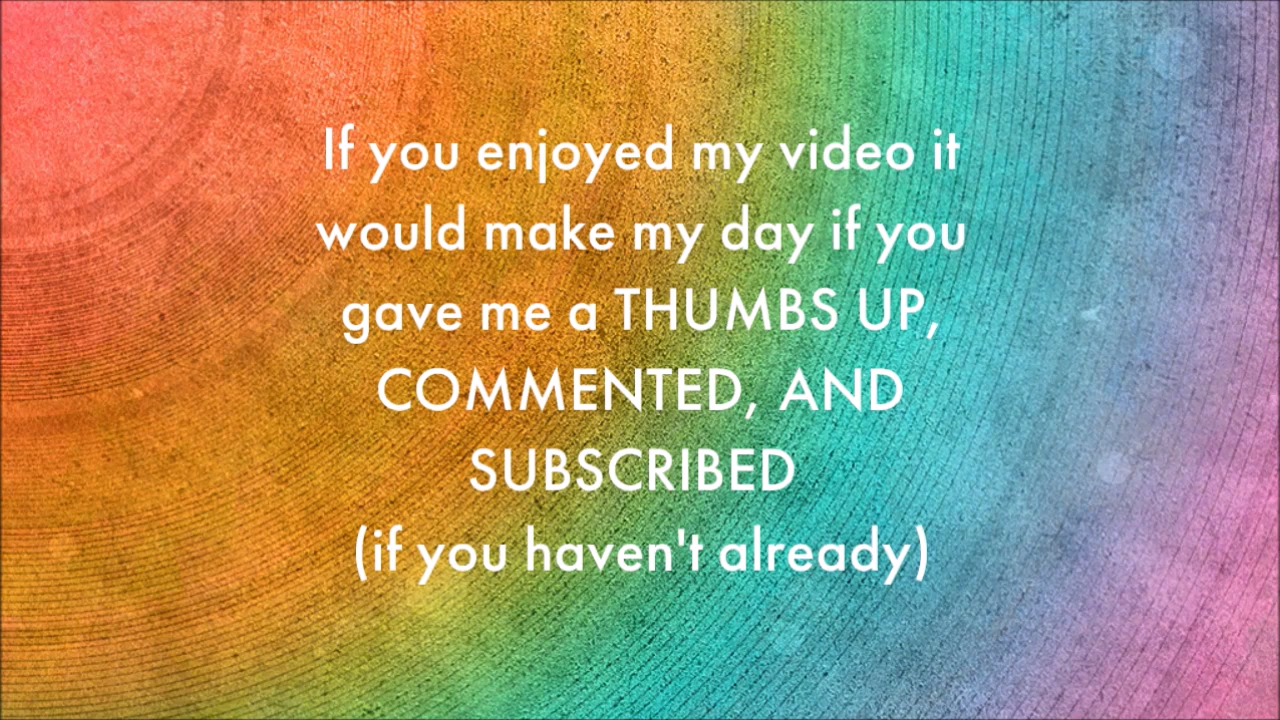 If you enjoyed my video it
would make my day if you
gave me a THUMBS UP,
COMMENTED, AND
SUBSCRIBED
(if you haven't already)